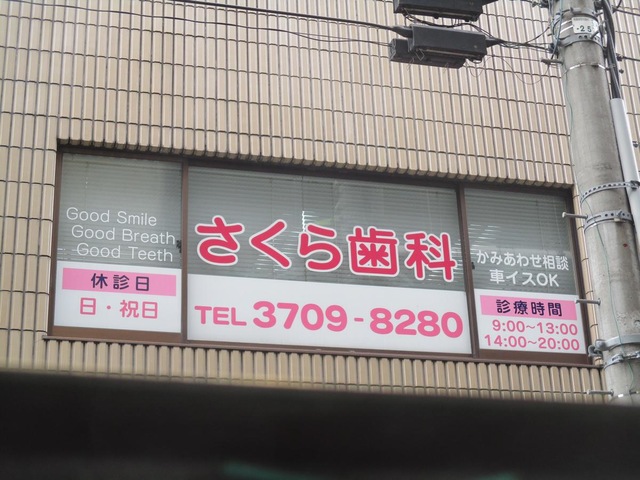 Good Smile
Good Breath
Good Teeth
休診日
日・祝日
さくら歯科
TEL 3709-8280
かみあわせ相談
車イスOK
診療時間
9:00～13:00
14:00～20:00